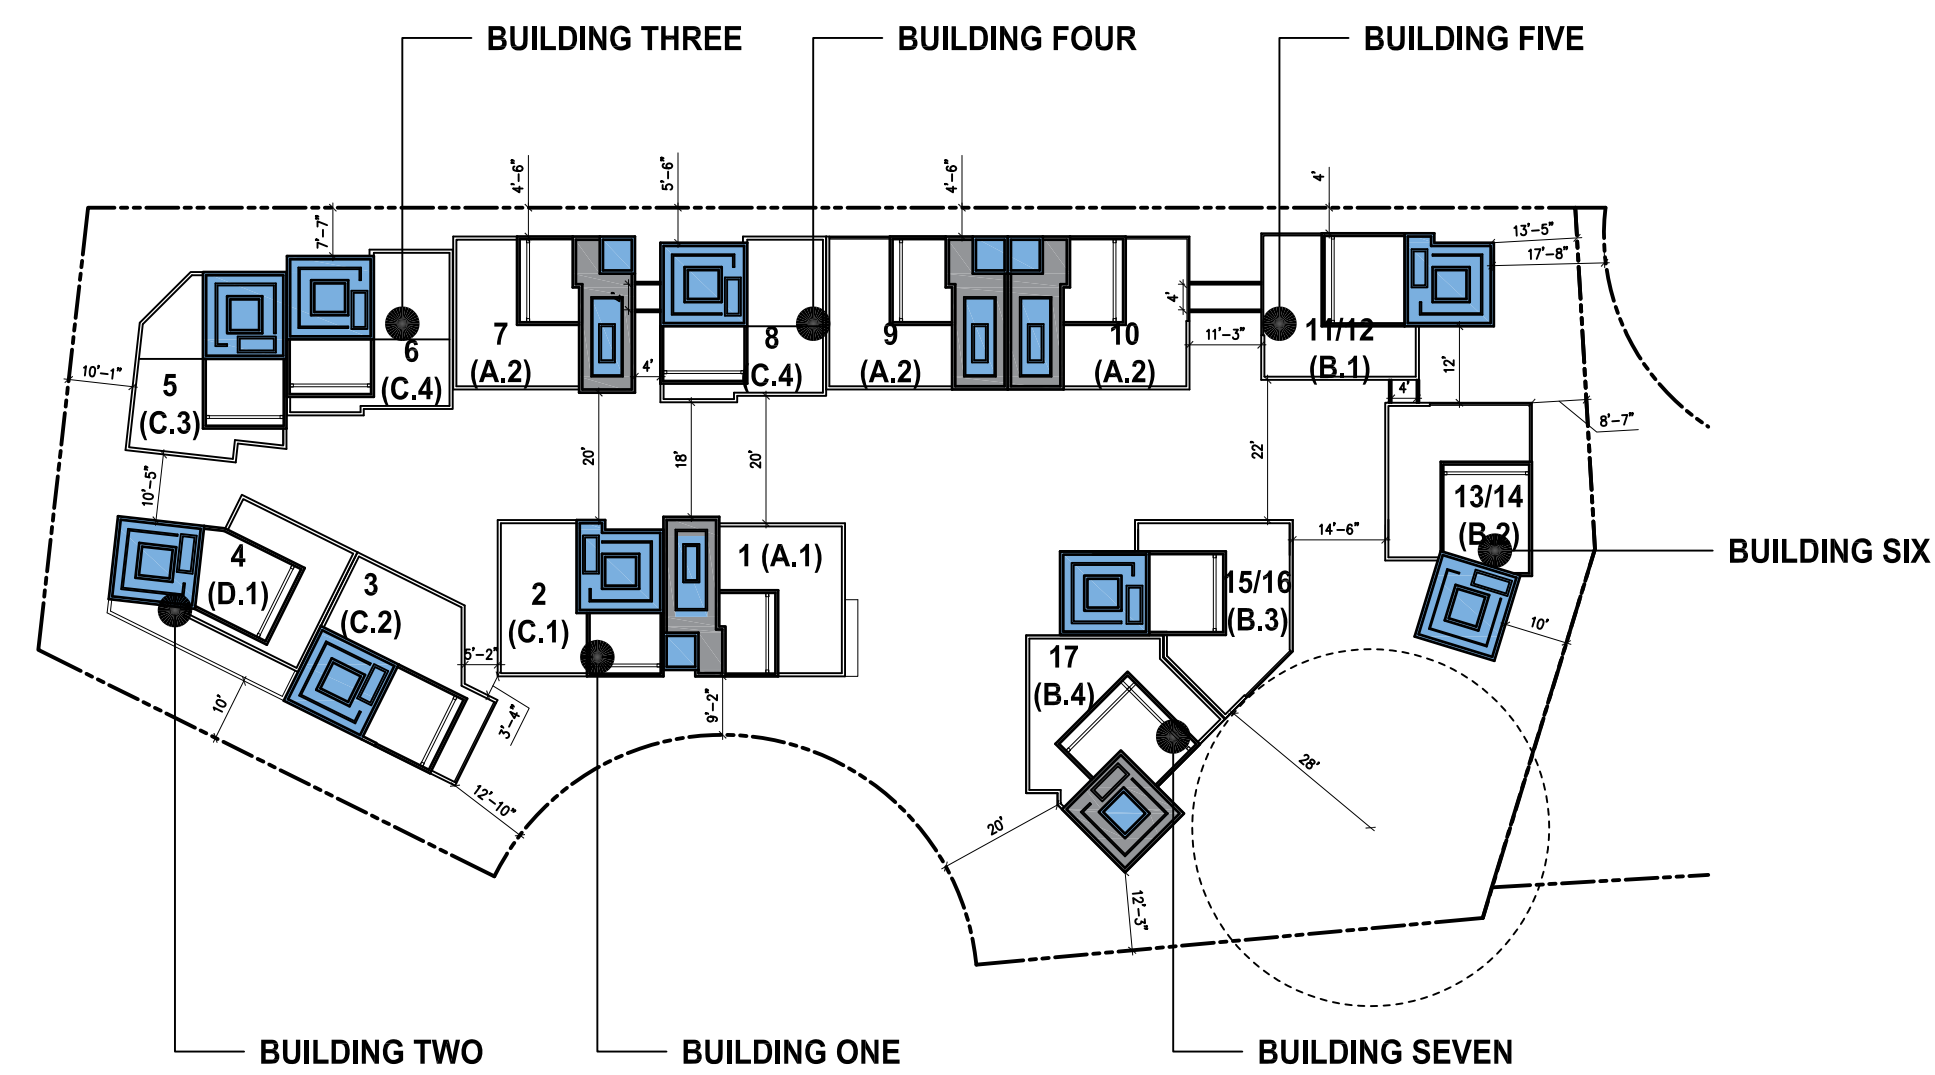 BUILDING THREE
BUILDING FOUR
BUILDING FIVE
4'-6"
5'-6"
4'-6"
4'
7'-7"
13'-5"
17'-8"
4'
4'
7
(A.2)
8
(C.4)
9
(A.2)
10
(A.2)
11/12
(B.1)
6
(C.4)
5
(C.3)
10'-1"
4'
11'-3"
12'
4'
8'-7"
10'-5"
20'
18'
20'
22'
13/14
(B.2)
14'-6"
BUILDING SIX
4
(D.1)
3
(C.2)
2
(C.1)
1 (A.1)
15/16
(B.3)
10'
5'-2"
17
(B.4)
10'
3'-4"
9'-2"
28'
12'-10"
20'
12'-3"
BUILDING TWO
BUILDING ONE
BUILDING SEVEN